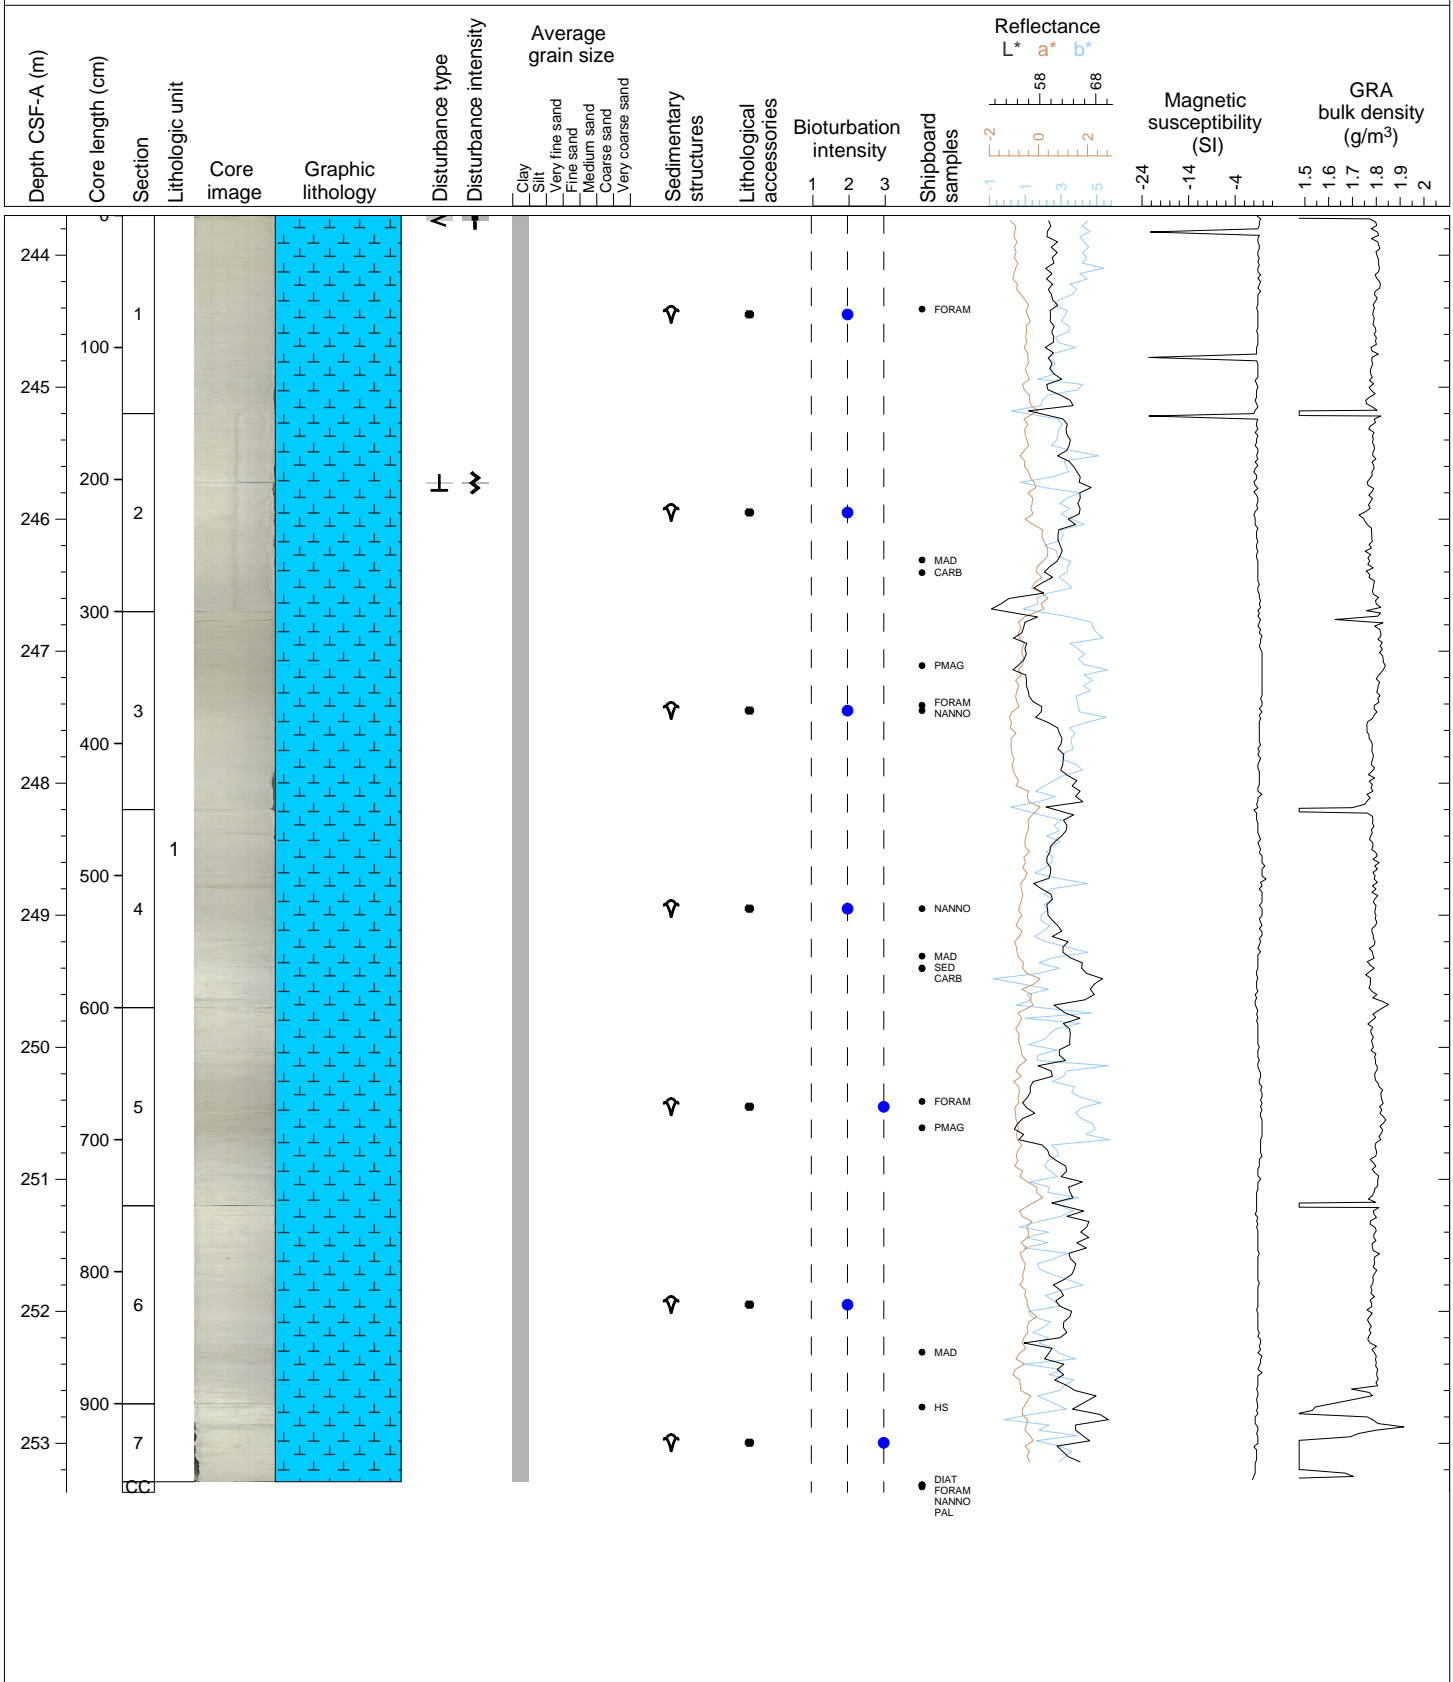 Depth CSF-A (m)
Core length (cm)
Section
Lithologic unit
Core
image
Graphic
lithology
Disturbance type
Disturbance intensity
Average
grain size
Clay
Silt
Very fine sand
Fine sand
Medium sand
Coarse sand
Very coarse sand
Sedimentary
structures
Lithological
accessories
Bioturbation
intensity
1 2 3
Shipboard
samples
Reflectance
L* a* b*
58 68
-2 0 2
-1 1 3 5
Magnetic
susceptibility
(SI)
-24 -14 -4
GRA
bulk density
(g/m3)
1.5 1.6 1.7 1.8 1.9 2
0
244
1
FORAM
100
245
200
246
2
MAD
CARB
300
247
PMAG
3
FORAM
NANNO
400
248
1
500
249
4
NANNO
MAD
SED
CARB
600
250
5
FORAM
PMAG
700
251
800
252
6
MAD
900
HS
253
7
CC
DIAT
FORAM
NANNO
PAL